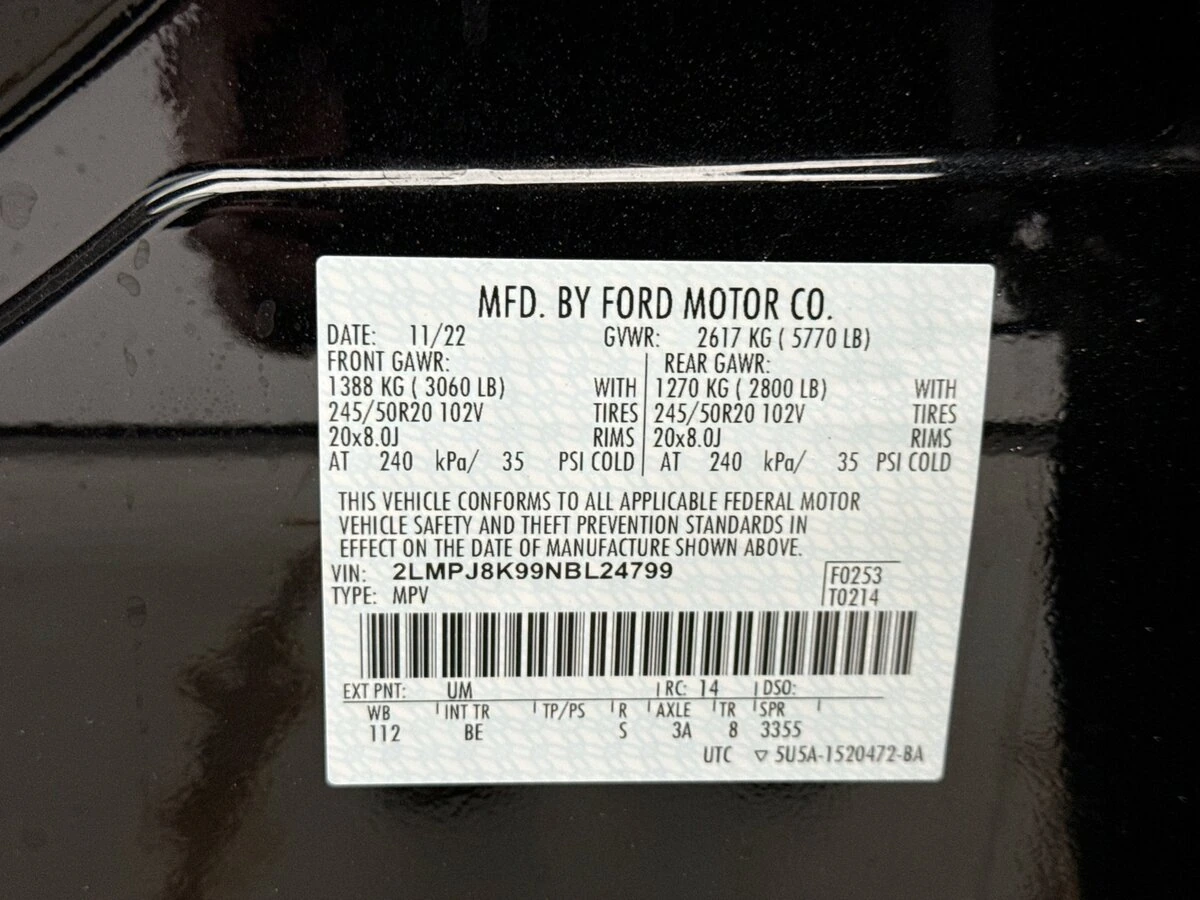 MFD. BY FORD MOTOR CO.
DATE: 11/22 GVWR: 2617 KG ( 5770 LB)
FRONT GAWR: REAR GAWR:
1388 KG ( 3060 LB) WITH 1270 KG ( 2800 LB) WITH
245/50R20 102V TIRES 245/50R20 102V TIRES
20x8.0J RIMS 20x8.0J RIMS
AT 240 kPa/ 35 PSI COLD AT 240 kPa/ 35 PSI COLD
THIS VEHICLE CONFORMS TO ALL APPLICABLE FEDERAL MOTOR
VEHICLE SAFETY AND THEFT PREVENTION STANDARDS IN
EFFECT ON THE DATE OF MANUFACTURE SHOWN ABOVE.
VIN: 2LMPJ8K99NBL24799 F0253
TYPE: MPV T0214
EXT PNT: UM RC: 14 DSO:
WB INT TR TP/PS R AXLE TR SPR
112 BE S 3A 8 3355
UTC ▽ 5U5A-1520472-BA